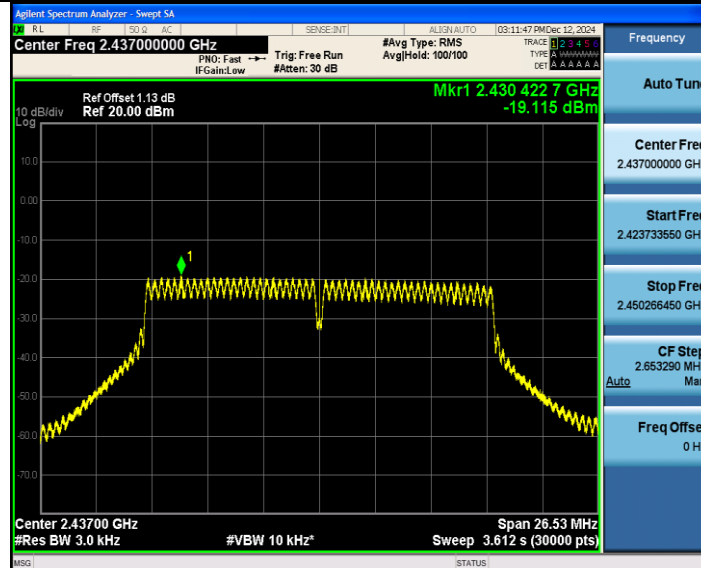 Agilent Spectrum Analyzer - Swept SA
RL RF 50 Ω AC SENSE:INT ALIGN AUTO 03:11:47 PM Dec 12, 2024
Center Freq 2.437000000 GHz
PNO: Fast
IFGain:Low
Trig: Free Run
#Atten: 30 dB
#Avg Type: RMS
Avg|Hold: 100/100
TRACE 1 2 3 4 5 6
TYPE A
DET A A A A A A
Ref Offset 1.13 dB
10 dB/div Ref 20.00 dBm
Log
Mkr1 2.430 422 7 GHz
-19.115 dBm
10.0
0.00
-10.0
-20.0
-30.0
-40.0
-50.0
-60.0
-70.0
1
Center 2.43700 GHz
Span 26.53 MHz
#Res BW 3.0 kHz
#VBW 10 kHz*
Sweep 3.612 s (30000 pts)
MSG
STATUS
Frequency
Auto Tun
Center Fre
2.437000000 GH
Start Fre
2.423733550 GH
Stop Fre
2.450266450 GH
CF Step
2.653290 MH
Auto Ma
Freq Offse
0 H